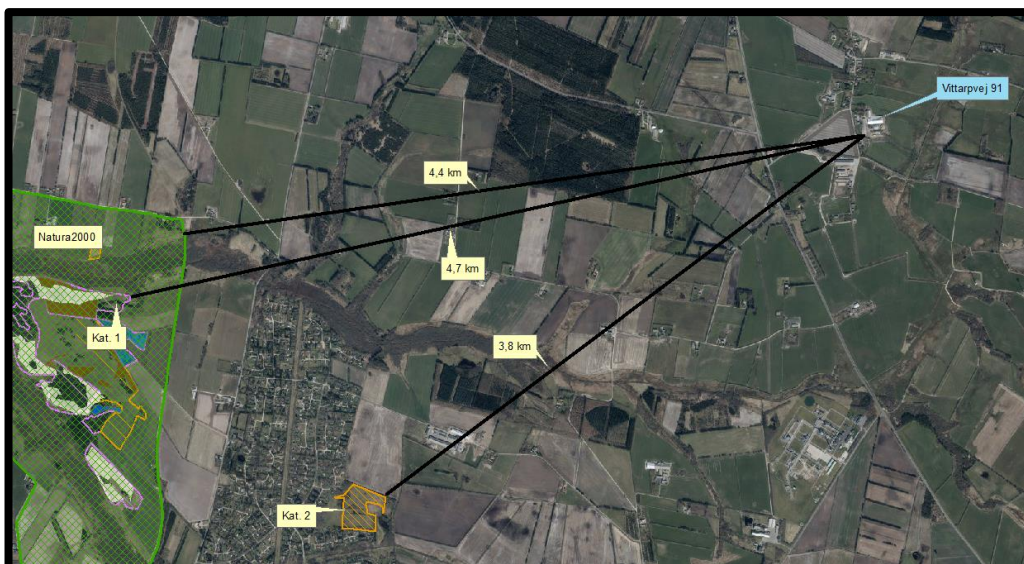 Vittarpvej 91
4,4 km
Natura2000
4,7 km
Kat. 1
3,8 km
Kat. 2